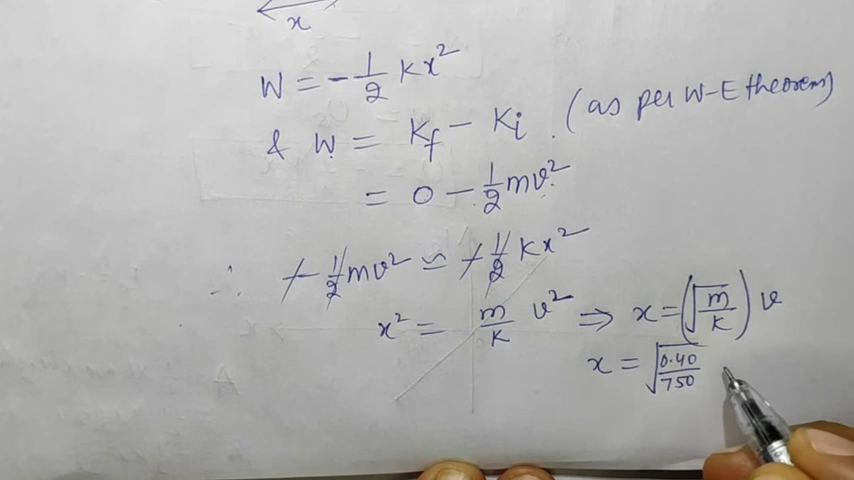 x
W = -1/2 kx²
& W = Kf - Ki . (as per W-E theorem)
= 0 - 1/2 mv²
∴ -1/2 mv² = -1/2 kx²
x² = m/k v² ⇒ x = (√(m/k)) v
x = √(0.40/750)